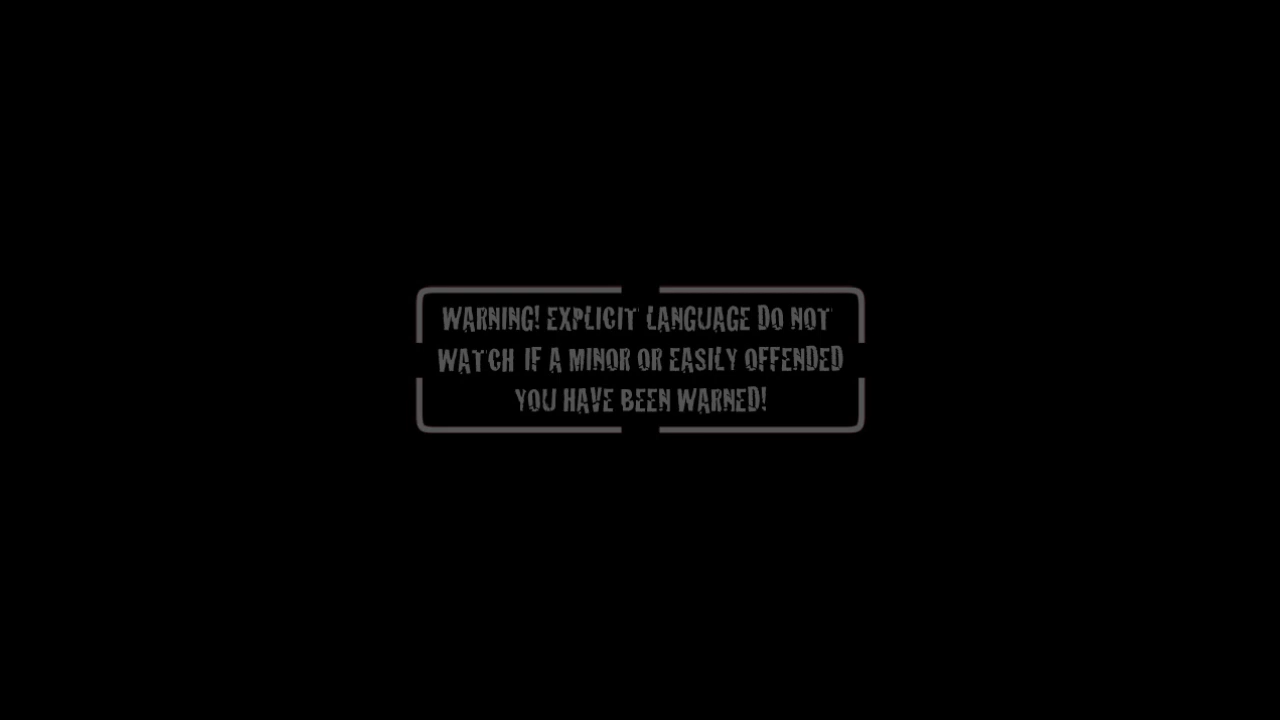 WARNING! EXPLICIT LANGUAGE DO NOT
WATCH IF A MINOR OR EASILY OFFENDED
YOU HAVE BEEN WARNED!